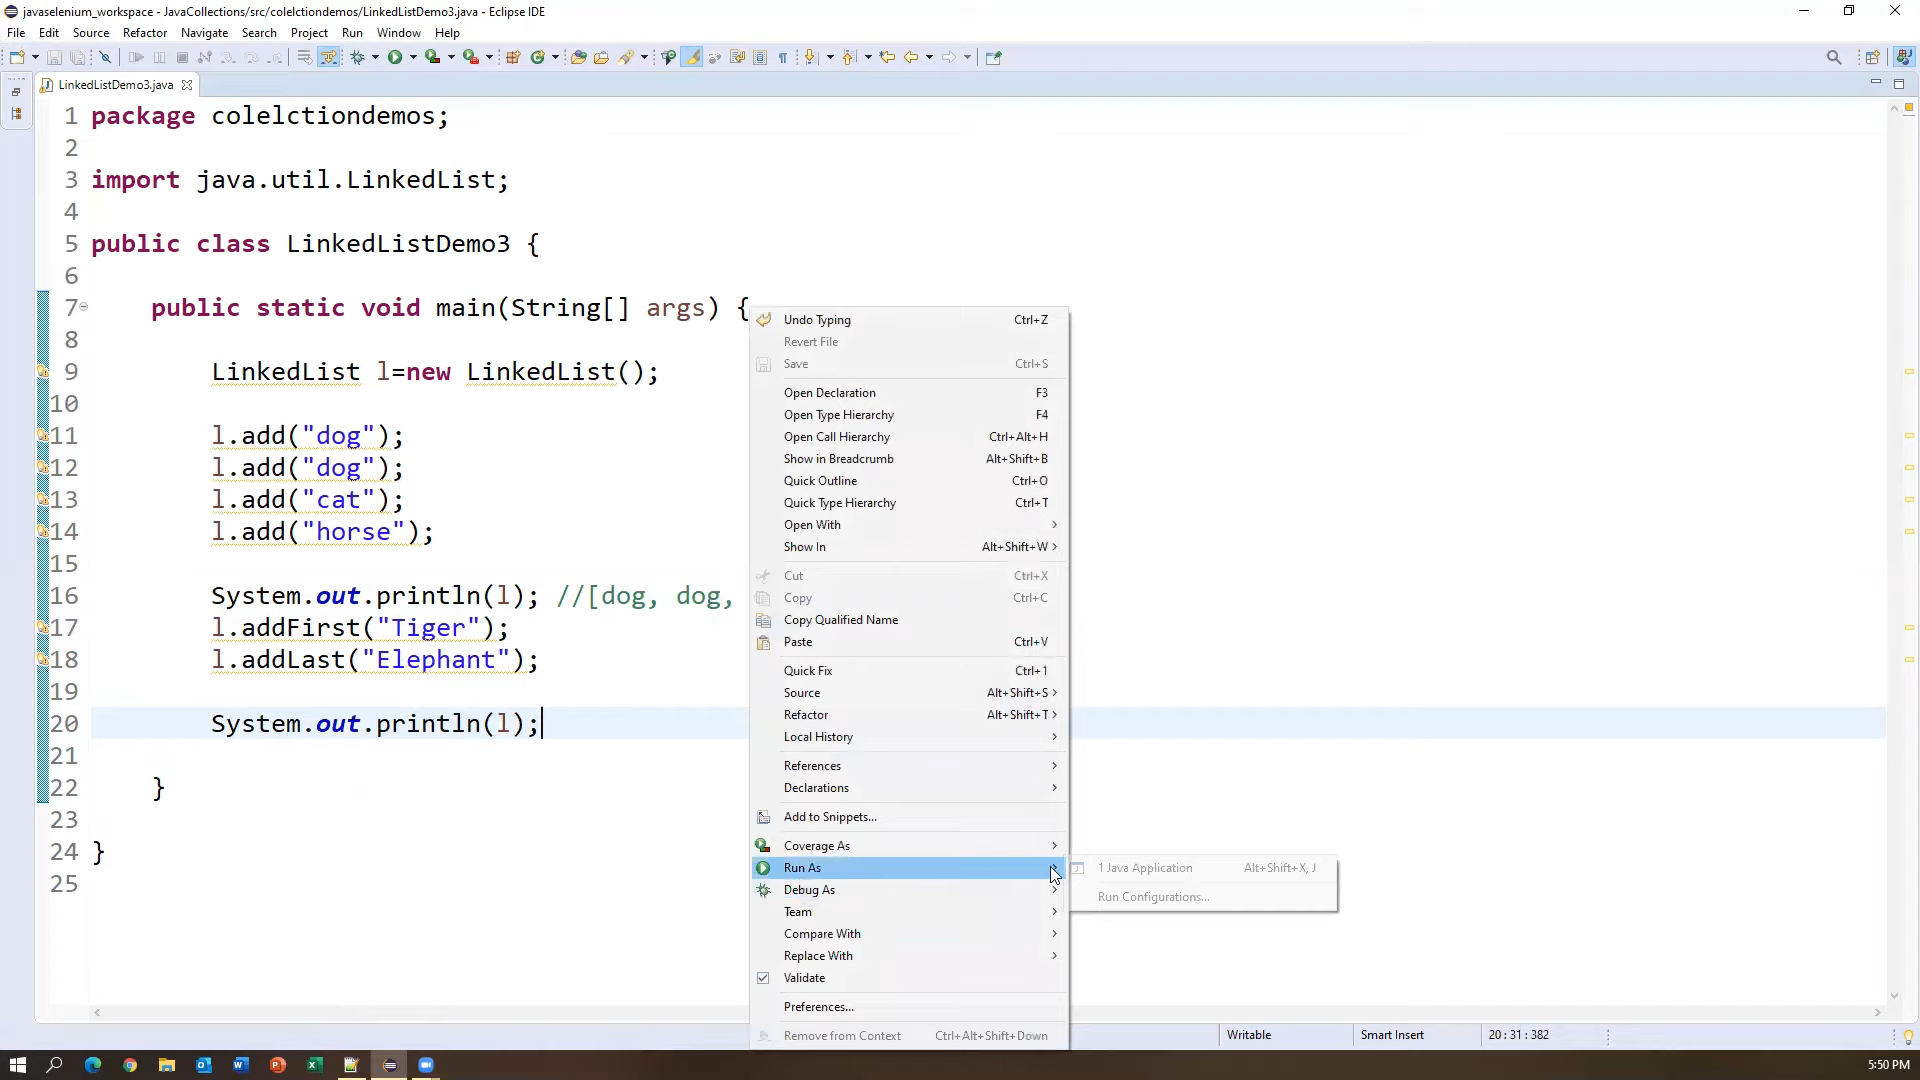 javaselenium_workspace - JavaCollections/src/colelctiondemos/LinkedListDemo3.java - Eclipse IDE
File Edit Source Refactor Navigate Search Project Run Window Help
LinkedListDemo3.java
1 package colelctiondemos;
2
3 import java.util.LinkedList;
4
5 public class LinkedListDemo3 {
6
7 public static void main(String[] args) {
8
9 LinkedList l=new LinkedList();
10
11 l.add("dog");
12 l.add("dog");
13 l.add("cat");
14 l.add("horse");
15
16 System.out.println(l); //[dog, dog,
17 l.addFirst("Tiger");
18 l.addLast("Elephant");
19
20 System.out.println(l);
21
22 }
23
24 }
25
Undo Typing Ctrl+Z
Revert File
Save Ctrl+S
Open Declaration F3
Open Type Hierarchy F4
Open Call Hierarchy Ctrl+Alt+H
Show in Breadcrumb Alt+Shift+B
Quick Outline Ctrl+O
Quick Type Hierarchy Ctrl+T
Open With
Show In Alt+Shift+W
Cut Ctrl+X
Copy Ctrl+C
Copy Qualified Name
Paste Ctrl+V
Quick Fix Ctrl+1
Source Alt+Shift+S
Refactor Alt+Shift+T
Local History
References
Declarations
Add to Snippets...
Coverage As
Run As
Debug As
Team
Compare With
Replace With
Validate
Preferences...
Remove from Context Ctrl+Alt+Shift+Down
1 Java Application Alt+Shift+X, J
Run Configurations...
Writable Smart Insert 20 : 31 : 382
5:50 PM